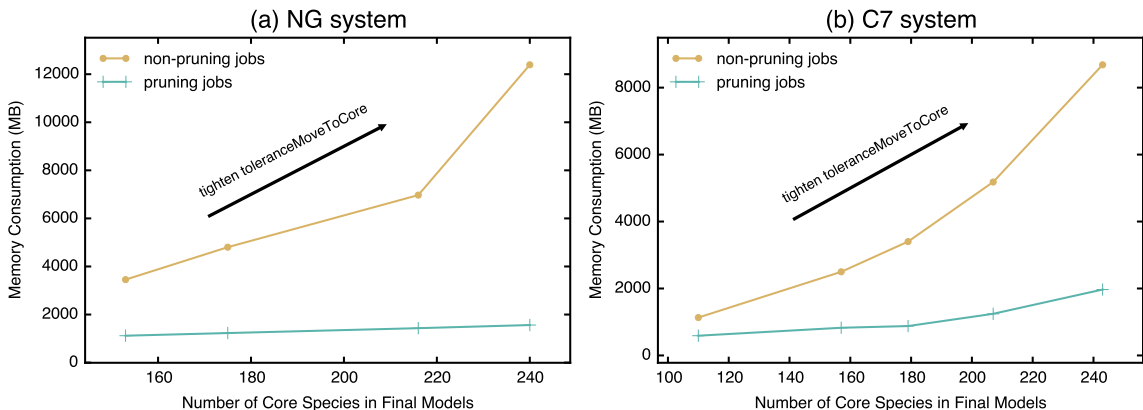 (a) NG system
non-pruning jobs
pruning jobs
tighten toleranceMoveToCore
Memory Consumption (MB)
12000
10000
8000
6000
4000
2000
0
160
180
200
220
240
Number of Core Species in Final Models
(b) C7 system
non-pruning jobs
pruning jobs
tighten toleranceMoveToCore
Memory Consumption (MB)
8000
6000
4000
2000
0
100
120
140
160
180
200
220
240
Number of Core Species in Final Models